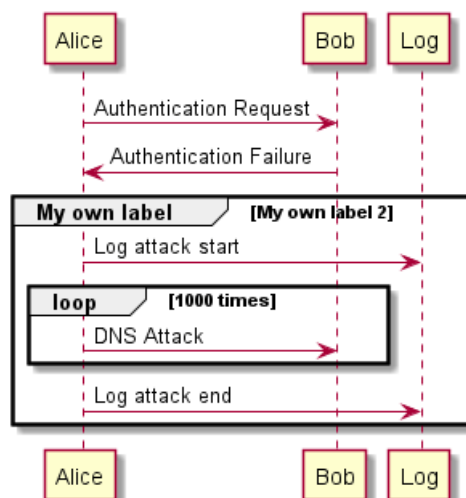 Alice Bob Log
Authentication Request
Authentication Failure
My own label [My own label 2]
Log attack start
loop [1000 times]
DNS Attack
Log attack end
Alice Bob Log